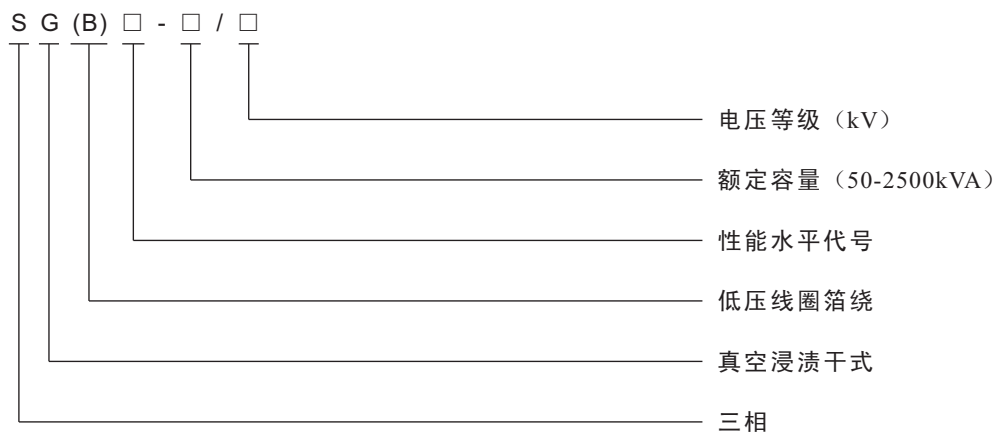 S G (B) □ - □ / □
电压等级（kV）
额定容量（50-2500kVA）
性能水平代号
低压线圈箔绕
真空浸渍干式
三相